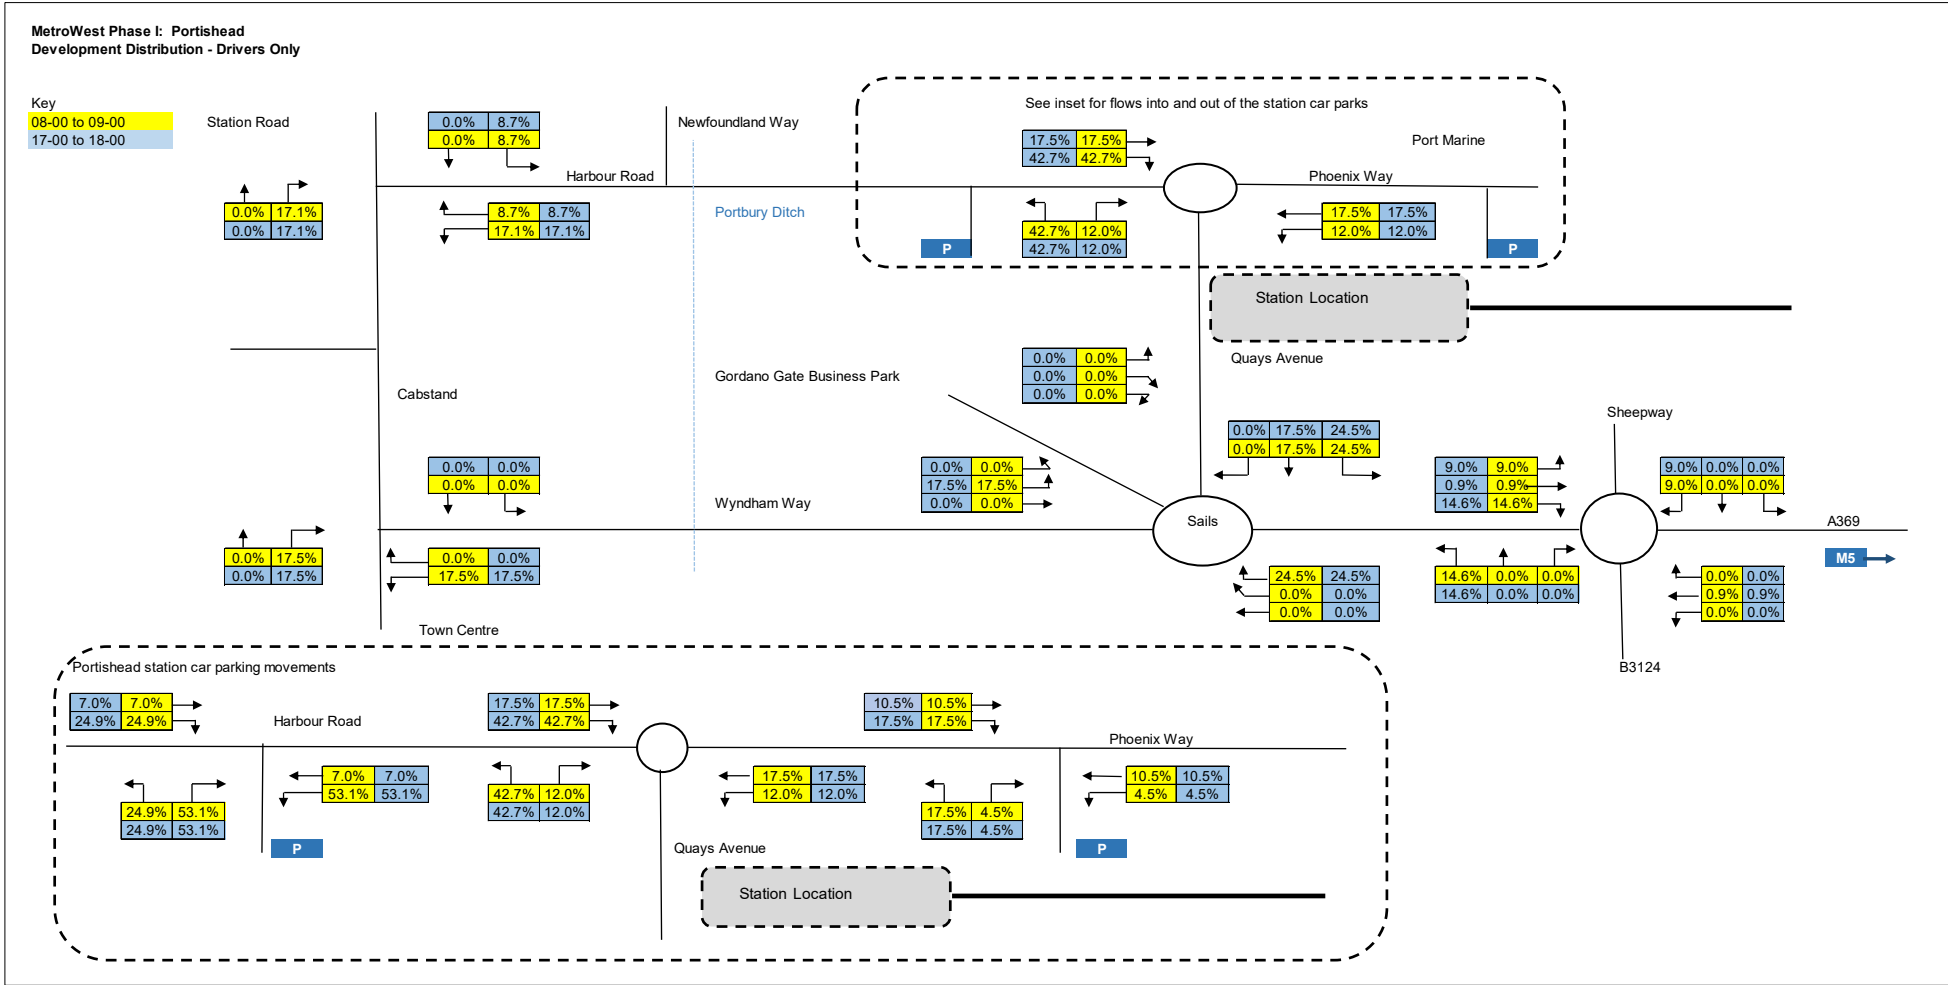 MetroWest Phase I: Portishead
Development Distribution - Drivers Only
Key
08-00 to 09-00
17-00 to 18-00
Station Road
0.0% 8.7%
0.0% 8.7%
Newfoundland Way
See inset for flows into and out of the station car parks
17.5% 17.5%
42.7% 42.7%
Port Marine
Harbour Road
Phoenix Way
0.0% 17.1%
0.0% 17.1%
8.7% 8.7%
17.1% 17.1%
Portbury Ditch
P
42.7% 12.0%
42.7% 12.0%
17.5% 17.5%
12.0% 12.0%
P
Station Location
Quays Avenue
Gordano Gate Business Park
0.0% 0.0%
0.0% 0.0%
0.0% 0.0%
Cabstand
Sheepway
0.0% 17.5% 24.5%
0.0% 17.5% 24.5%
0.0% 0.0%
0.0% 0.0%
Wyndham Way
0.0% 0.0%
17.5% 17.5%
0.0% 0.0%
9.0% 9.0%
0.9% 0.9%
14.6% 14.6%
9.0% 0.0% 0.0%
9.0% 0.0% 0.0%
Sails
A369
M5
0.0% 17.5%
0.0% 17.5%
0.0% 0.0%
17.5% 17.5%
24.5% 24.5%
0.0% 0.0%
0.0% 0.0%
14.6% 0.0% 0.0%
14.6% 0.0% 0.0%
0.0% 0.0%
0.9% 0.9%
0.0% 0.0%
Town Centre
B3124
Portishead station car parking movements
7.0% 7.0%
24.9% 24.9%
Harbour Road
17.5% 17.5%
42.7% 42.7%
10.5% 10.5%
17.5% 17.5%
Phoenix Way
24.9% 53.1%
24.9% 53.1%
7.0% 7.0%
53.1% 53.1%
42.7% 12.0%
42.7% 12.0%
17.5% 17.5%
12.0% 12.0%
17.5% 4.5%
17.5% 4.5%
10.5% 10.5%
4.5% 4.5%
P
Quays Avenue
P
Station Location